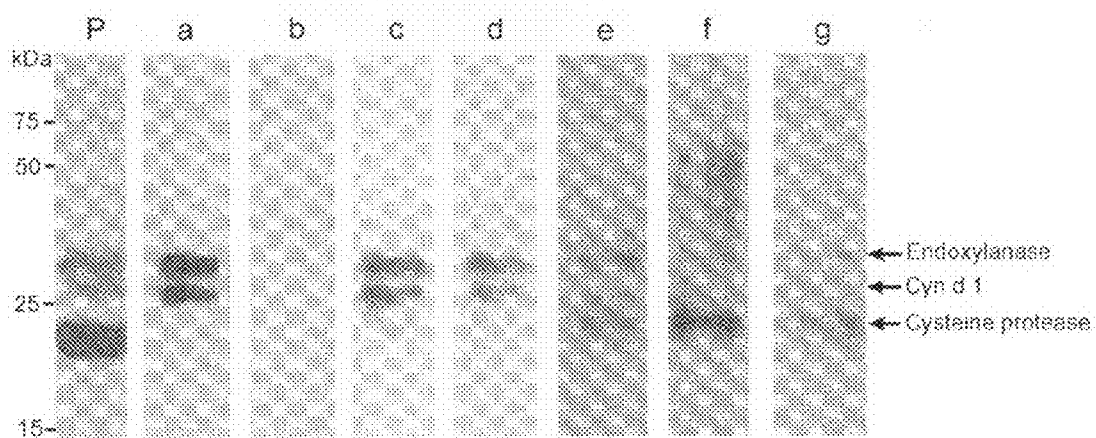 P a b c d e f g
kDa
75
50
25
15
Endoxylanase
Cyn d 1
Cysteine protease